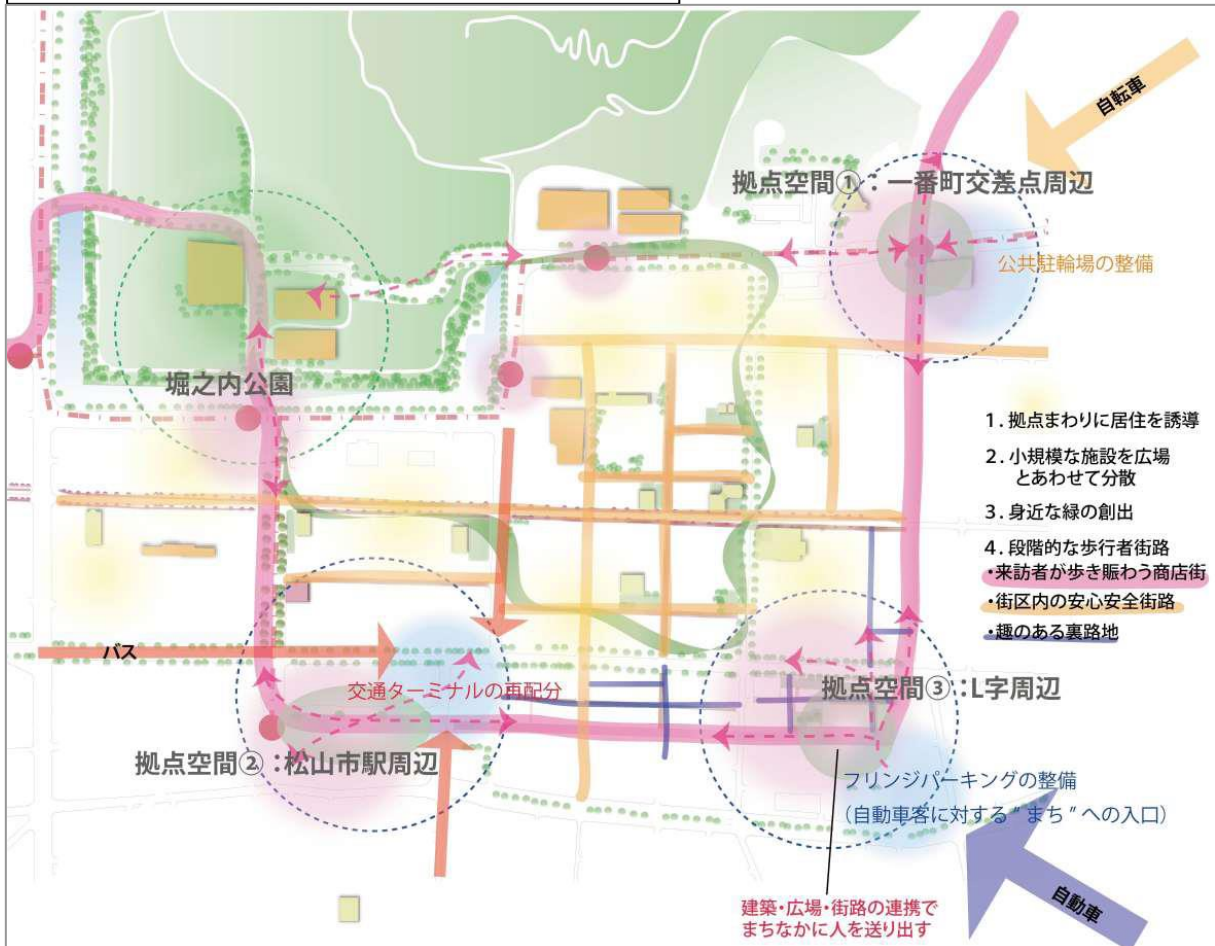 自転車
拠点空間①：一番町交差点周辺
公共駐輪場の整備
堀之内公園
1. 拠点まわりに居住を誘導
2. 小規模な施設を広場
とあわせて分散
3. 身近な緑の創出
4. 段階的な歩行者街路
・来訪者が歩き賑わう商店街
・街区内の安心安全街路
・趣のある裏路地
バス
交通ターミナルの再配分
拠点空間③：L字周辺
拠点空間②：松山市駅周辺
フリンジパーキングの整備
（自動車客に対する“まち”への入口）
自動車
建築・広場・街路の連携で
まちなかに人を送り出す